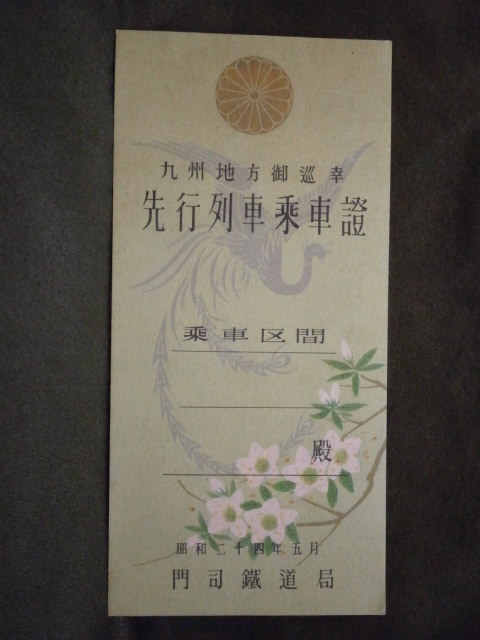 九州地方御巡幸
先行列車乗車證
乗車区間
殿
昭和二十四年五月
門司鐵道局